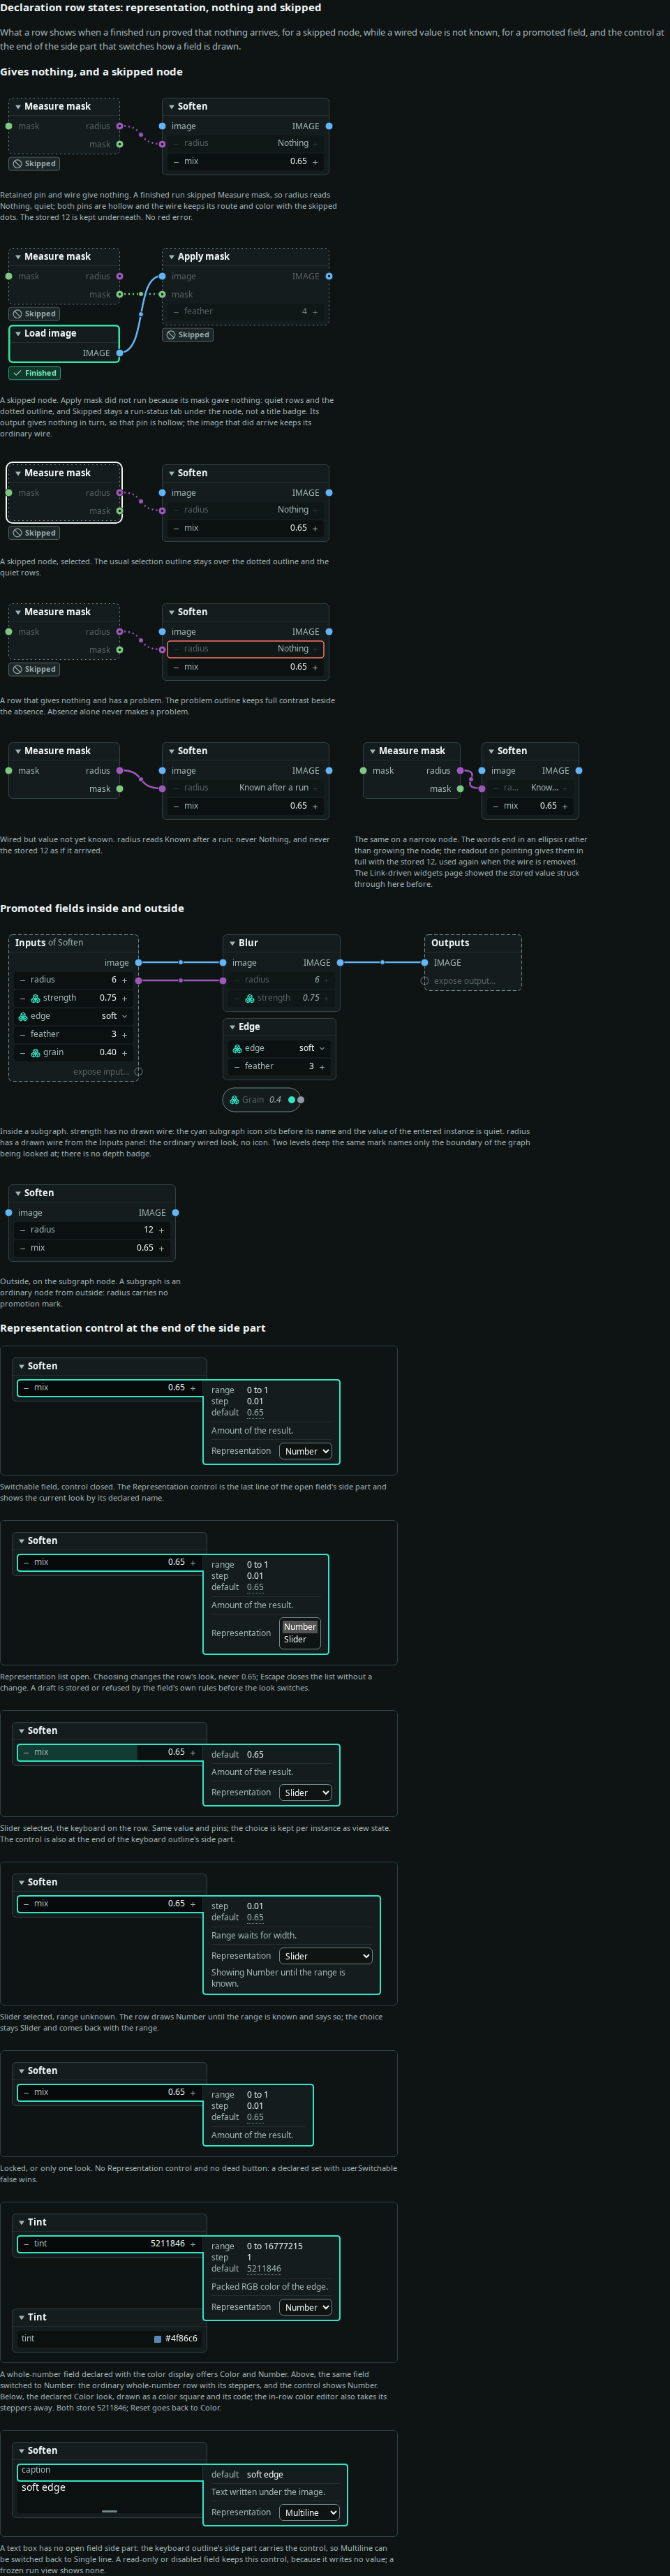 Declaration row states: representation, nothing and skipped
What a row shows when a finished run proved that nothing arrives, for a skipped node, while a wired value is not known, for a promoted field, and the control at
the end of the side part that switches how a field is drawn.
Gives nothing, and a skipped node
Measure mask
mask radius
mask
Skipped
Soften
image IMAGE
− radius Nothing +
− mix 0.65 +
Retained pin and wire give nothing. A finished run skipped Measure mask, so radius reads
Nothing, quiet; both pins are hollow and the wire keeps its route and color with the skipped
dots. The stored 12 is kept underneath. No red error.
Measure mask
mask radius
mask
Skipped
Load image
IMAGE
Finished
Apply mask
image IMAGE
mask
− feather 4 +
Skipped
A skipped node. Apply mask did not run because its mask gave nothing: quiet rows and the
dotted outline, and Skipped stays a run-status tab under the node, not a title badge. Its
output gives nothing in turn, so that pin is hollow; the image that did arrive keeps its
ordinary wire.
Measure mask
mask radius
mask
Skipped
Soften
image IMAGE
− radius Nothing +
− mix 0.65 +
A skipped node, selected. The usual selection outline stays over the dotted outline and the
quiet rows.
Measure mask
mask radius
mask
Skipped
Soften
image IMAGE
− radius Nothing +
− mix 0.65 +
A row that gives nothing and has a problem. The problem outline keeps full contrast beside
the absence. Absence alone never makes a problem.
Measure mask
mask radius
mask
Soften
image IMAGE
− radius Known after a run +
− mix 0.65 +
Wired but value not yet known. radius reads Known after a run: never Nothing, and never
the stored 12 as if it arrived.
Measure mask
mask radius
mask
Soften
image IMAGE
− ra... Know... +
− mix 0.65 +
The same on a narrow node. The words end in an ellipsis rather
than growing the node; the readout on pointing gives them in
full with the stored 12, used again when the wire is removed.
The Link-driven widgets page showed the stored value struck
through here before.
Promoted fields inside and outside
Inputs of Soften
image
− radius 6 +
− strength 0.75 +
edge soft
− feather 3 +
− grain 0.40 +
expose input...
Blur
image IMAGE
− radius 6 +
− strength 0.75 +
Edge
edge soft
− feather 3 +
Grain 0.4
Outputs
IMAGE
expose output...
Inside a subgraph. strength has no drawn wire: the cyan subgraph icon sits before its name and the value of the entered instance is quiet. radius
has a drawn wire from the Inputs panel: the ordinary wired look, no icon. Two levels deep the same mark names only the boundary of the graph
being looked at; there is no depth badge.
Soften
image IMAGE
− radius 12 +
− mix 0.65 +
Outside, on the subgraph node. A subgraph is an
ordinary node from outside: radius carries no
promotion mark.
Representation control at the end of the side part
Soften
− mix 0.65 +
range 0 to 1
step 0.01
default 0.65
Amount of the result.
Representation Number
Switchable field, control closed. The Representation control is the last line of the open field's side part and
shows the current look by its declared name.
Soften
− mix 0.65 +
range 0 to 1
step 0.01
default 0.65
Amount of the result.
Representation Number
Slider
Representation list open. Choosing changes the row's look, never 0.65; Escape closes the list without a
change. A draft is stored or refused by the field's own rules before the look switches.
Soften
− mix 0.65 +
default 0.65
Amount of the result.
Representation Slider
Slider selected, the keyboard on the row. Same value and pins; the choice is kept per instance as view state.
The control is also at the end of the keyboard outline's side part.
Soften
− mix 0.65 +
step 0.01
default 0.65
Range waits for width.
Representation Slider
Showing Number until the range is
known.
Slider selected, range unknown. The row draws Number until the range is known and says so; the choice
stays Slider and comes back with the range.
Soften
− mix 0.65 +
range 0 to 1
step 0.01
default 0.65
Amount of the result.
Locked, or only one look. No Representation control and no dead button: a declared set with userSwitchable
false wins.
Tint
− tint 5211846 +
range 0 to 16777215
step 1
default 5211846
Packed RGB color of the edge.
Representation Number
Tint
tint #4f86c6
A whole-number field declared with the color display offers Color and Number. Above, the same field
switched to Number: the ordinary whole-number row with its steppers, and the control shows Number.
Below, the declared Color look, drawn as a color square and its code; the in-row color editor also takes its
steppers away. Both store 5211846; Reset goes back to Color.
Soften
caption
soft edge
default soft edge
Text written under the image.
Representation Multiline
A text box has no open field side part: the keyboard outline's side part carries the control, so Multiline can
be switched back to Single line. A read-only or disabled field keeps this control, because it writes no value; a
frozen run view shows none.